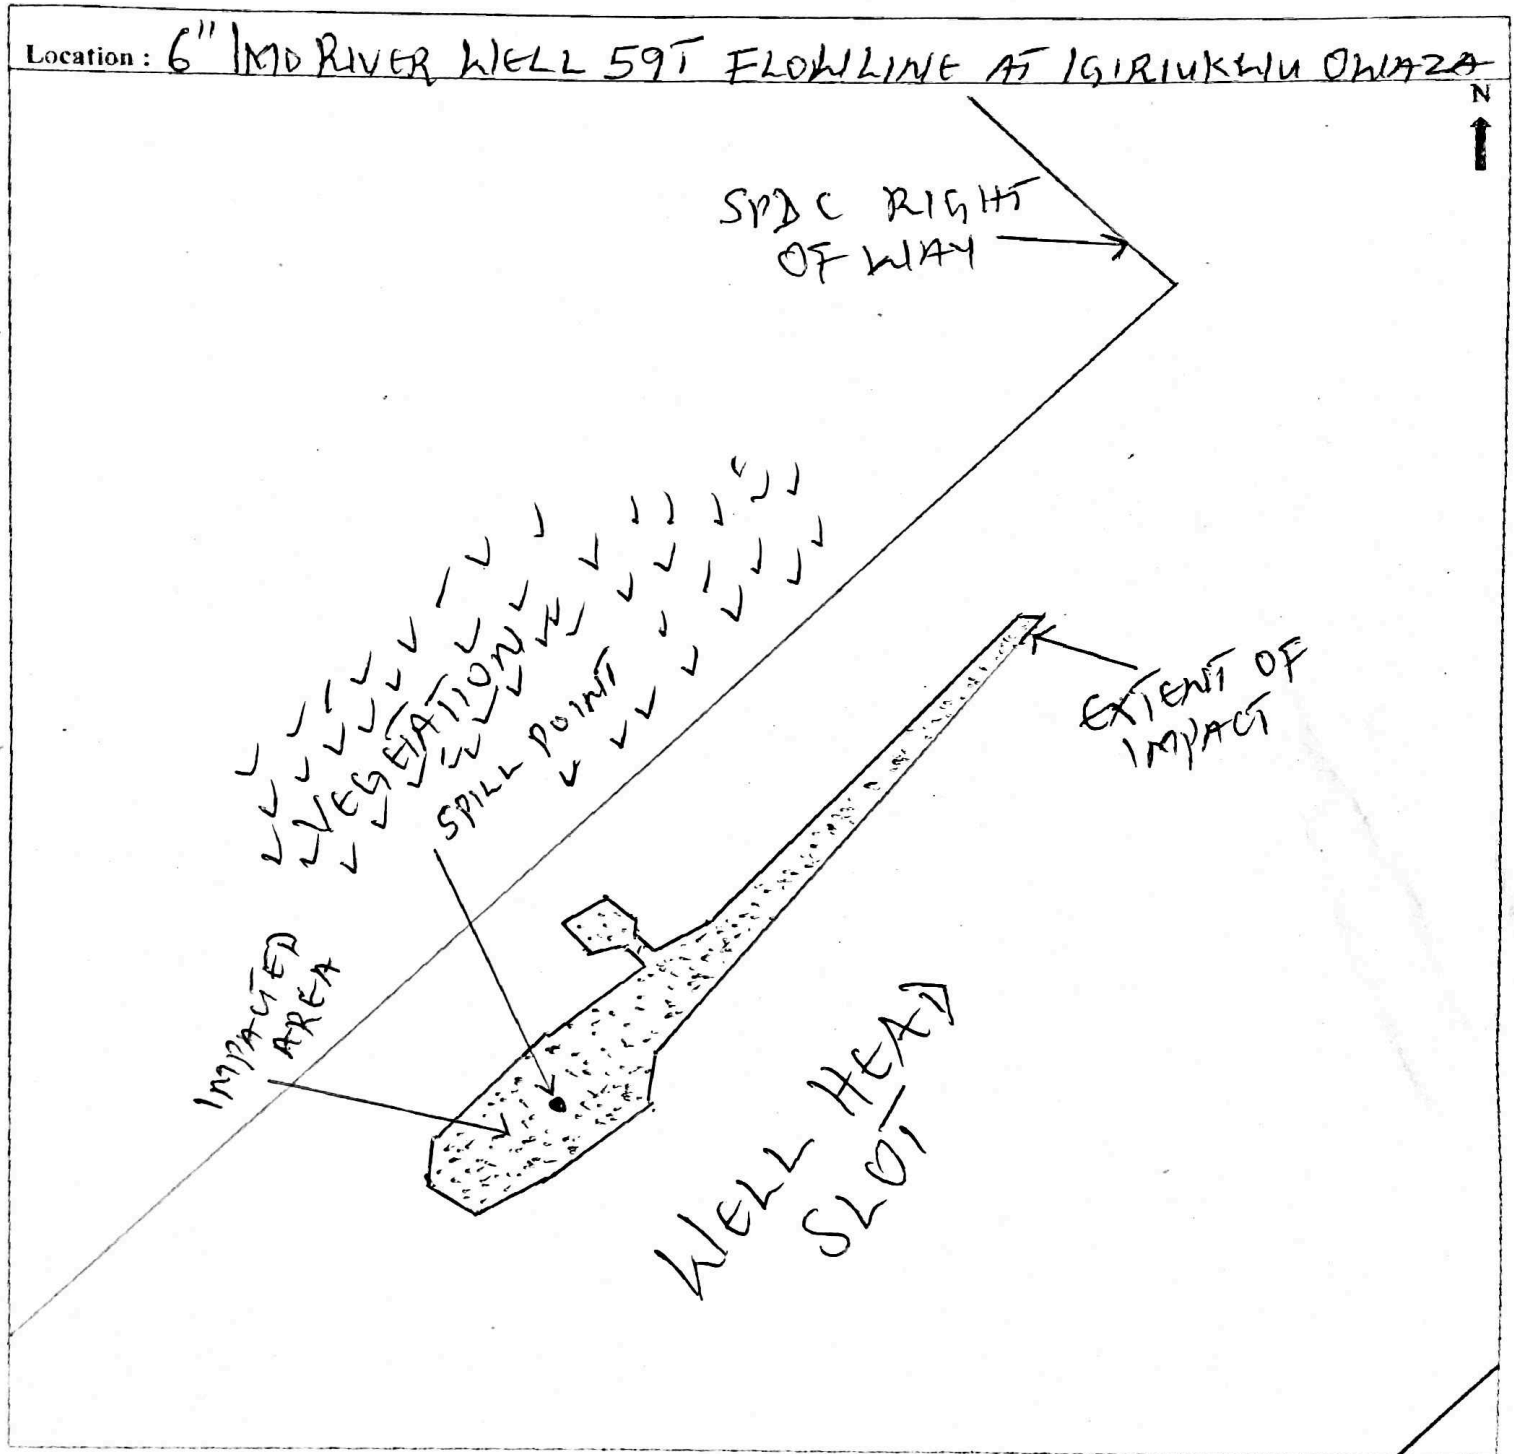 Location : 6" IMO RIVER WELL 59T FLOWLINE AT IGIRIUKWU OWAZA
N
SPDC RIGHT
OF WAY
VEGETATION
SPILL POINT
EXTENT OF
IMPACT
IMPACTED
AREA
WELL HEAD
SLOT